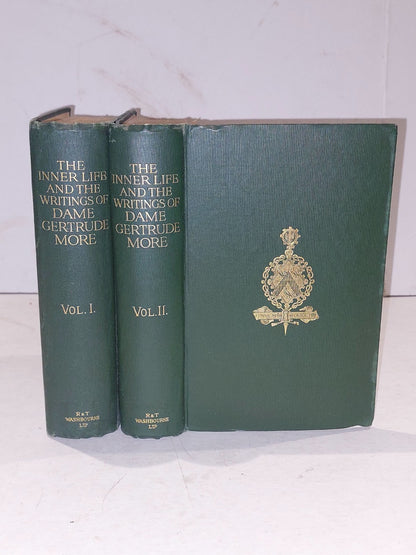 THE
INNER LIFE
AND THE
WRITINGS OF
DAME
GERTRUDE
MORE
VOL. I.
R & T
WASHBOURNE
LTD
THE
INNER LIFE
AND THE
WRITINGS OF
DAME
GERTRUDE
MORE
VOL. II.
R & T
WASHBOURNE
LTD